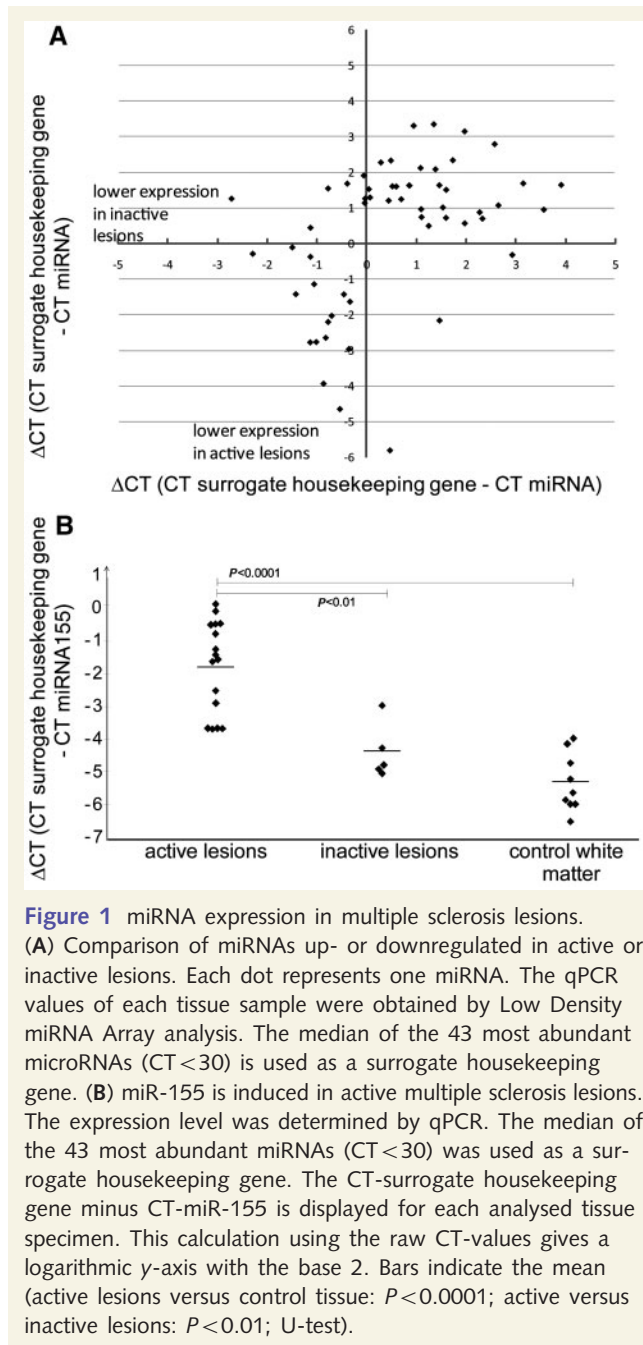 A
6
5
4
3
2
1
0
-1
-2
-3
-4
-5
-6
-5 -4 -3 -2 -1 0 1 2 3 4 5
lower expression
in inactive
lesions
lower expression
in active lesions
ΔCT (CT surrogate housekeeping gene
- CT miRNA)
ΔCT (CT surrogate housekeeping gene - CT miRNA)
B
ΔCT (CT surrogate housekeeping gene
- CT miRNA155)
1
0
-1
-2
-3
-4
-5
-6
-7
P<0.0001
P<0.01
active lesions inactive lesions control white
matter
Figure 1 miRNA expression in multiple sclerosis lesions.
(A) Comparison of miRNAs up- or downregulated in active or
inactive lesions. Each dot represents one miRNA. The qPCR
values of each tissue sample were obtained by Low Density
miRNA Array analysis. The median of the 43 most abundant
microRNAs (CT<30) is used as a surrogate housekeeping
gene. (B) miR-155 is induced in active multiple sclerosis lesions.
The expression level was determined by qPCR. The median of
the 43 most abundant miRNAs (CT<30) was used as a sur-
rogate housekeeping gene. The CT-surrogate housekeeping
gene minus CT-miR-155 is displayed for each analysed tissue
specimen. This calculation using the raw CT-values gives a
logarithmic y-axis with the base 2. Bars indicate the mean
(active lesions versus control tissue: P<0.0001; active versus
inactive lesions: P<0.01; U-test).